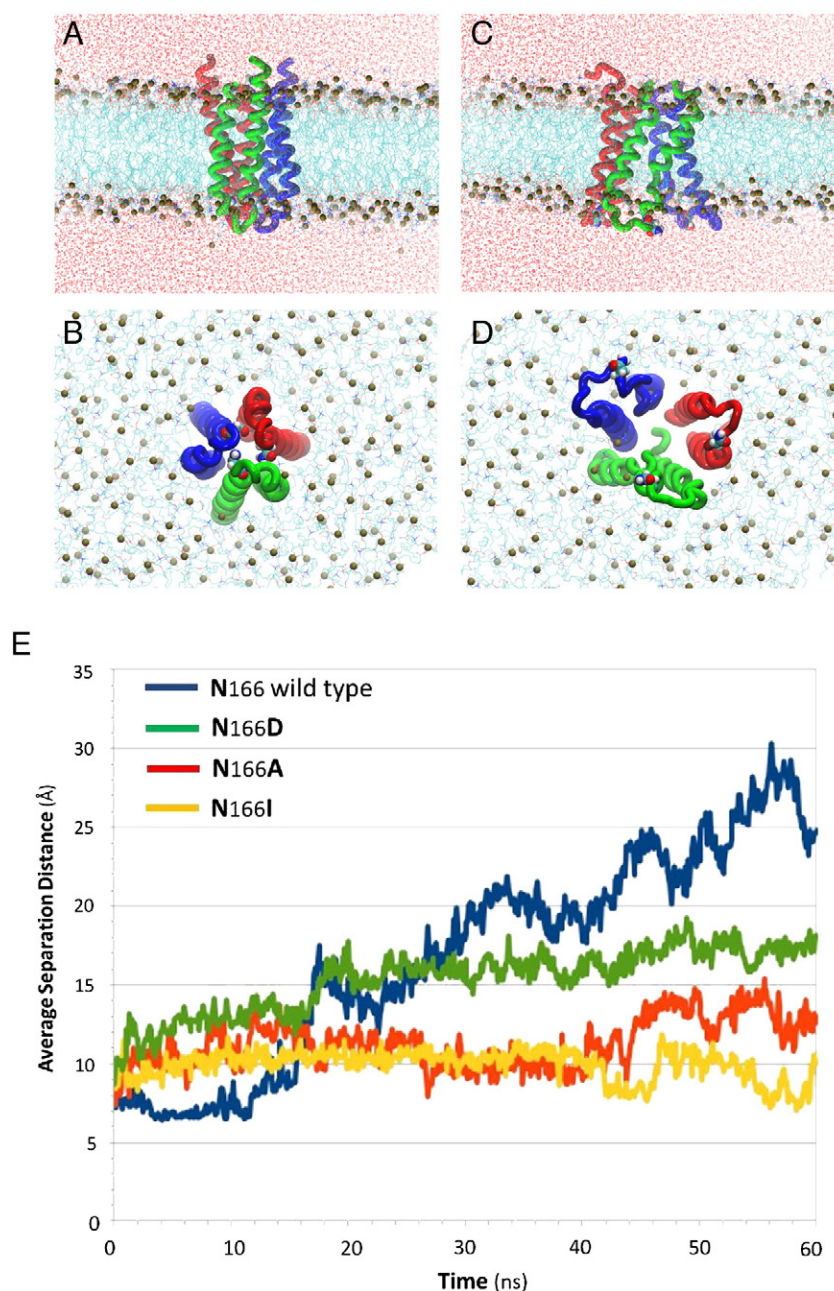 A
C
B
D
E
N166 wild type
N166D
N166A
N166I
Average Separation Distance (Å)
35
30
25
20
15
10
5
0
0 10 20 30 40 50 60
Time (ns)